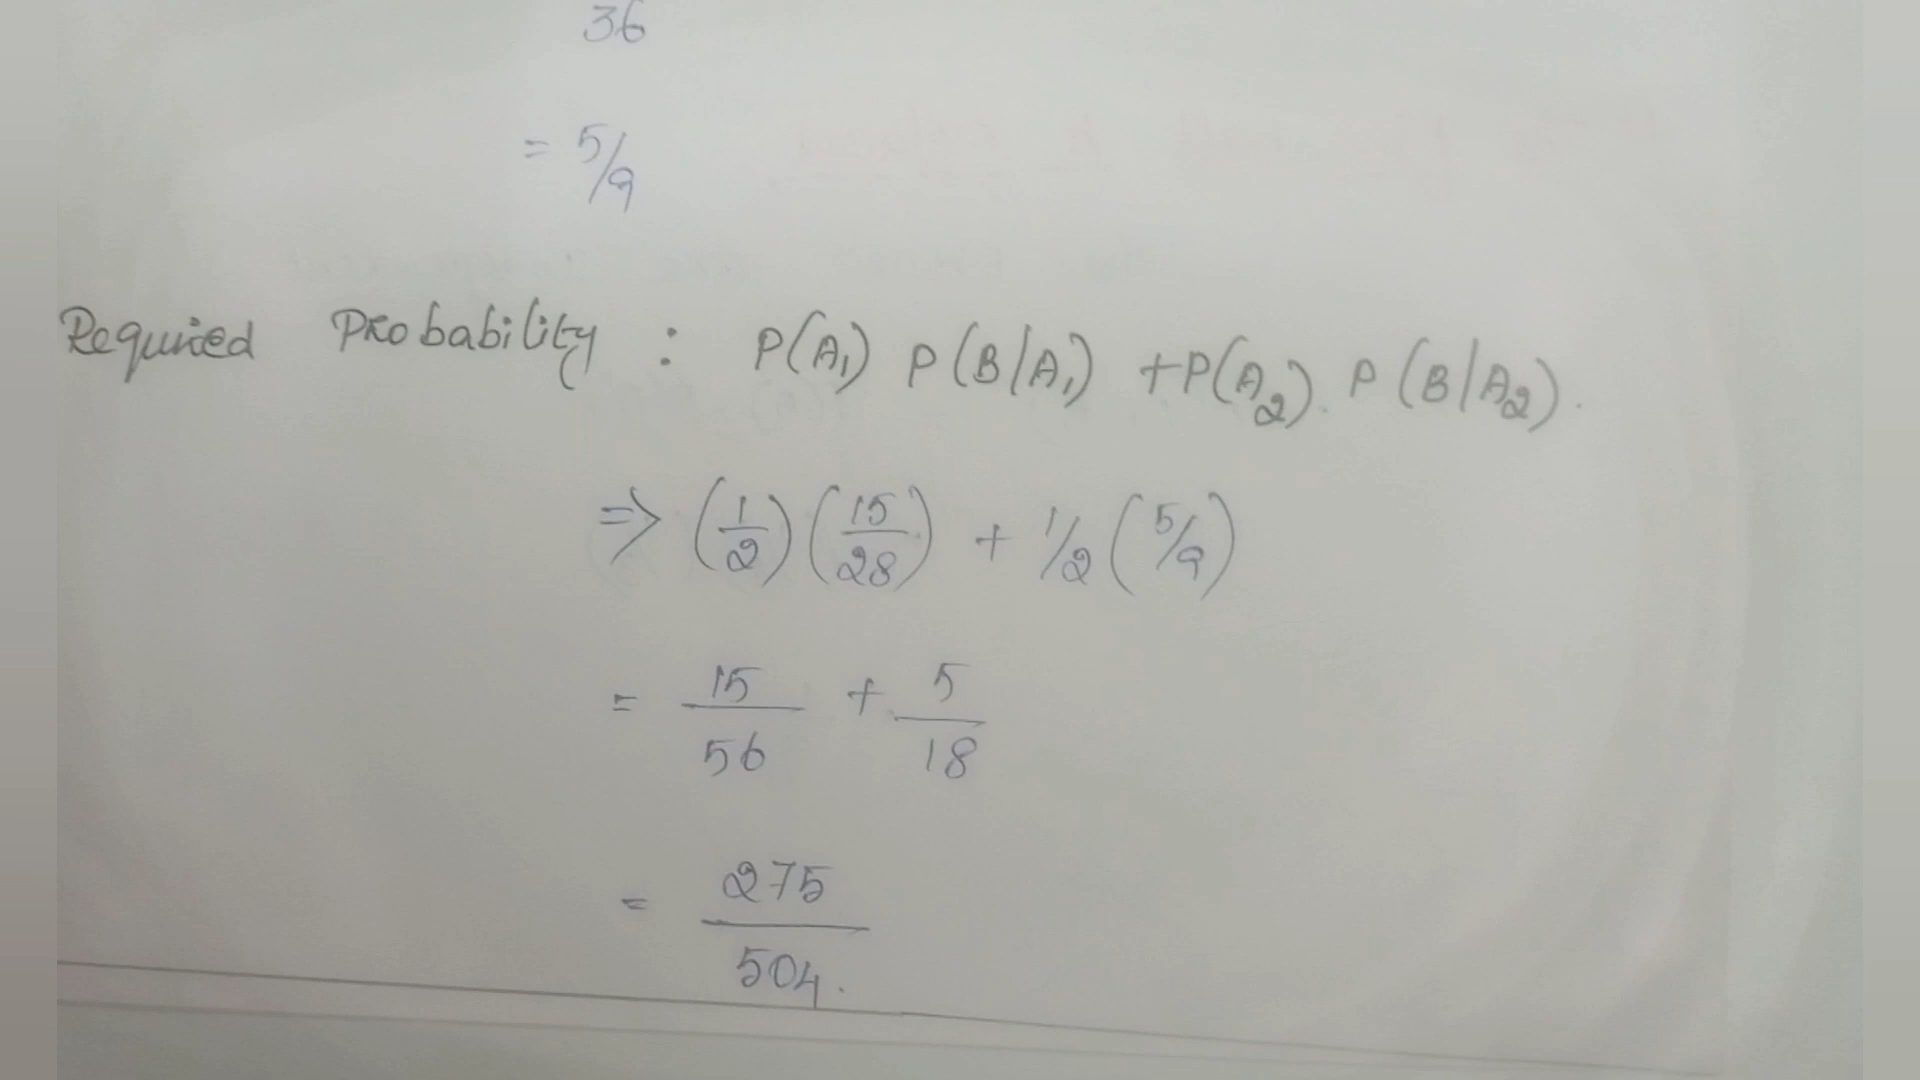 36
= 5/9
Required Probability : P(A₁) P(B/A₁) + P(A₂). P(B/A₂).
⇒ (1/2) (15/28) + 1/2 (5/9)
= 15/56 + 5/18
= 275/504.